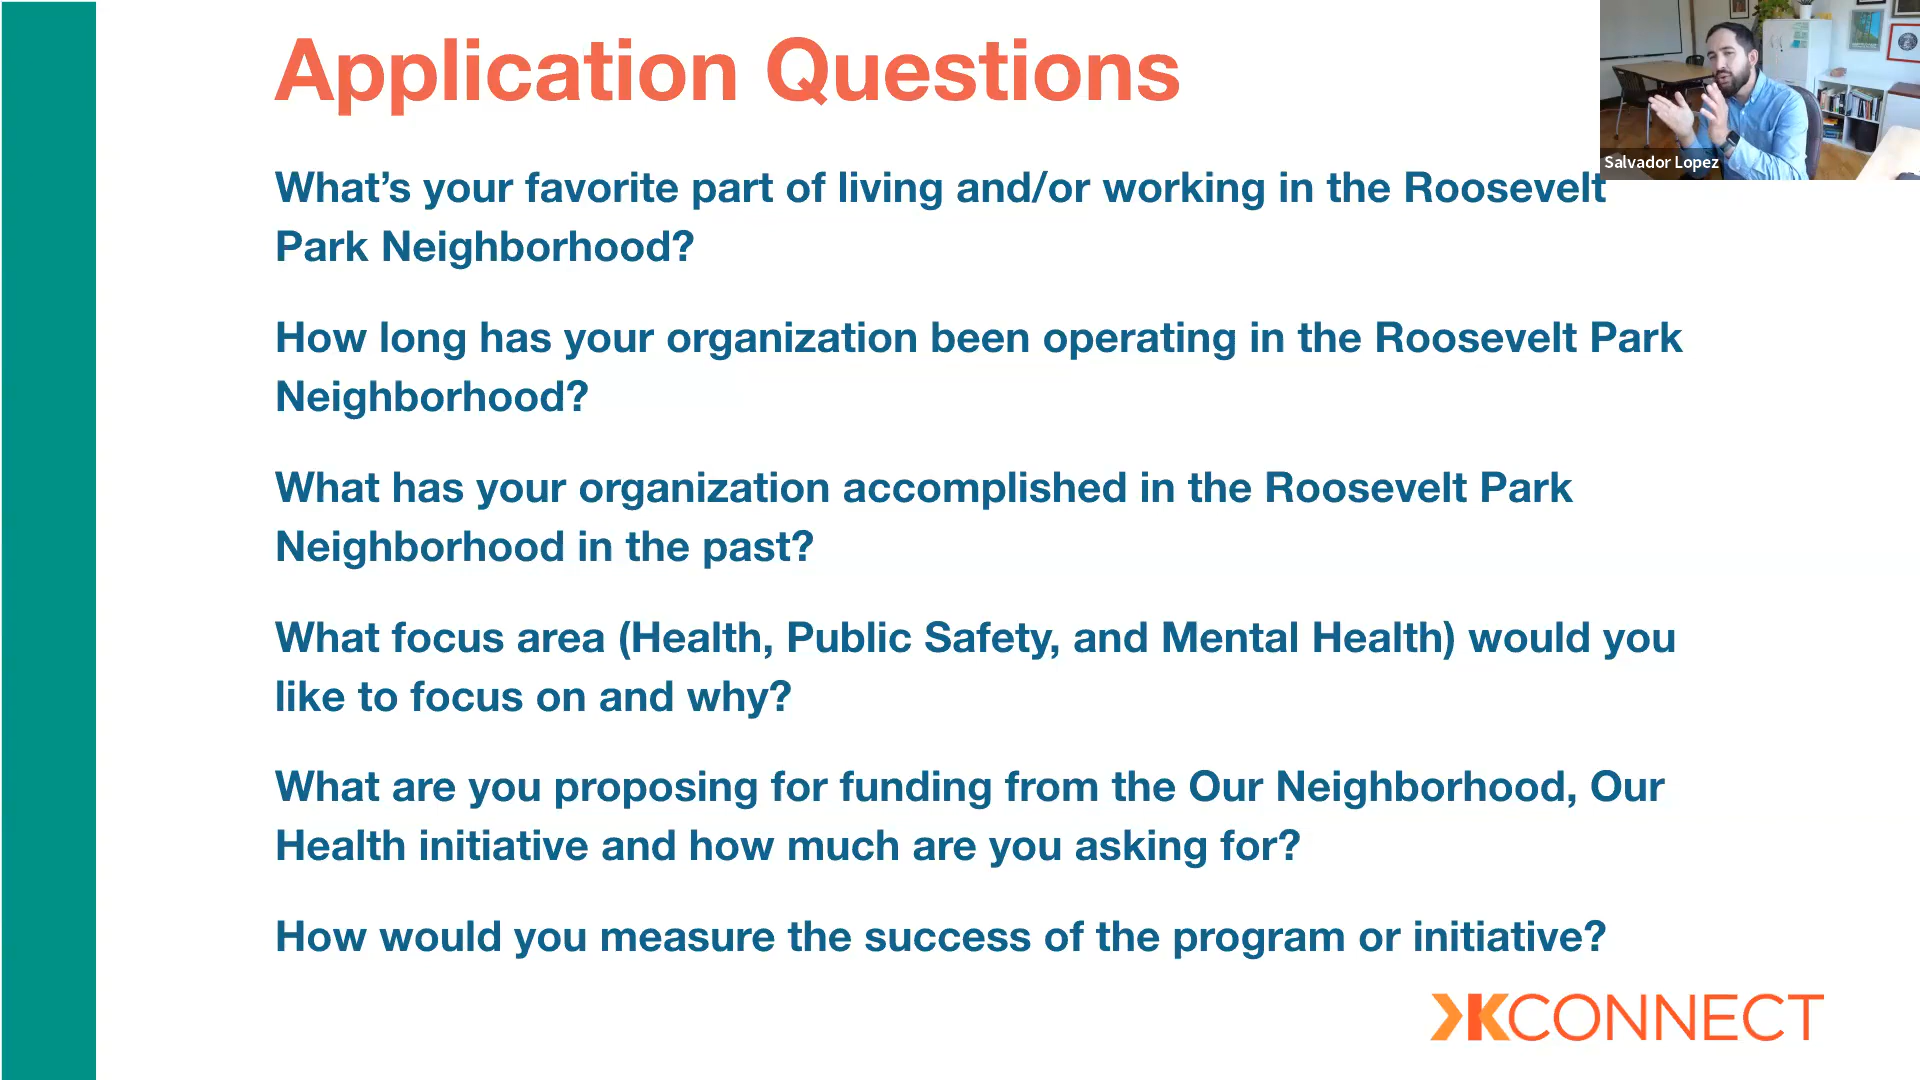 Application Questions
Salvador Lopez
What’s your favorite part of living and/or working in the Roosevelt
Park Neighborhood?
How long has your organization been operating in the Roosevelt Park
Neighborhood?
What has your organization accomplished in the Roosevelt Park
Neighborhood in the past?
What focus area (Health, Public Safety, and Mental Health) would you
like to focus on and why?
What are you proposing for funding from the Our Neighborhood, Our
Health initiative and how much are you asking for?
How would you measure the success of the program or initiative?
KCONNECT